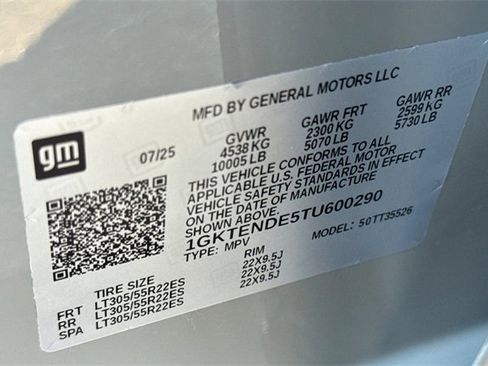 MFD BY GENERAL MOTORS LLC
gm
07/25
GVWR GAWR FRT GAWR RR
4538 KG 2300 KG 2599 KG
10005 LB 5070 LB 5730 LB
THIS VEHICLE CONFORMS TO ALL
APPLICABLE U.S. FEDERAL MOTOR
VEHICLE SAFETY STANDARDS IN EFFECT
ON THE DATE OF MANUFACTURE
SHOWN ABOVE.
1GKTENDE5TU600290
TYPE: MPV MODEL: 50TT35526
TIRE SIZE RIM
FRT LT305/55R22ES 22X9.5J
RR LT305/55R22ES 22X9.5J
SPA LT305/55R22ES 22X9.5J